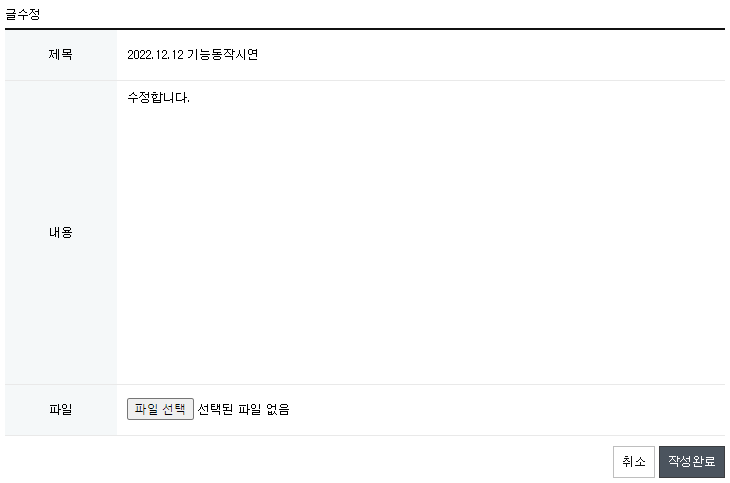 글수정
제목 2022.12.12 기능동작시연
수정합니다.
내용
파일 파일 선택 선택된 파일 없음
취소 작성완료